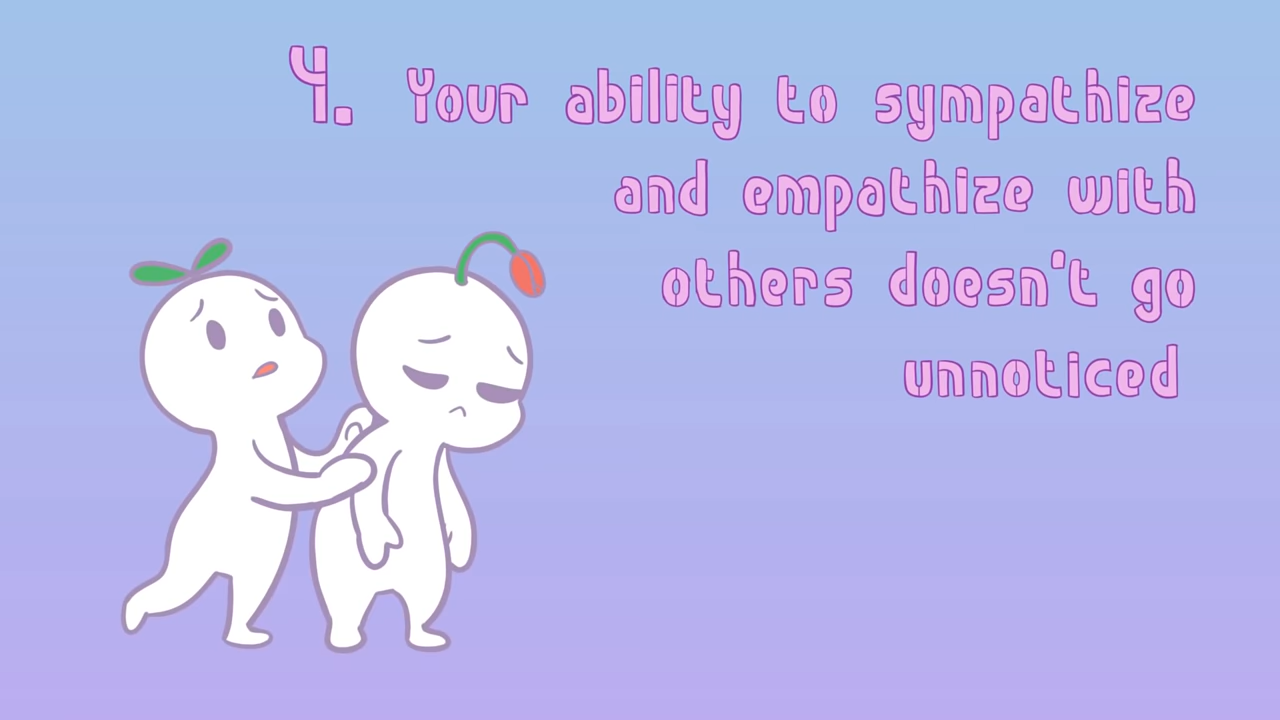 4. Your ability to sympathize
and empathize with
others doesn't go
unnoticed